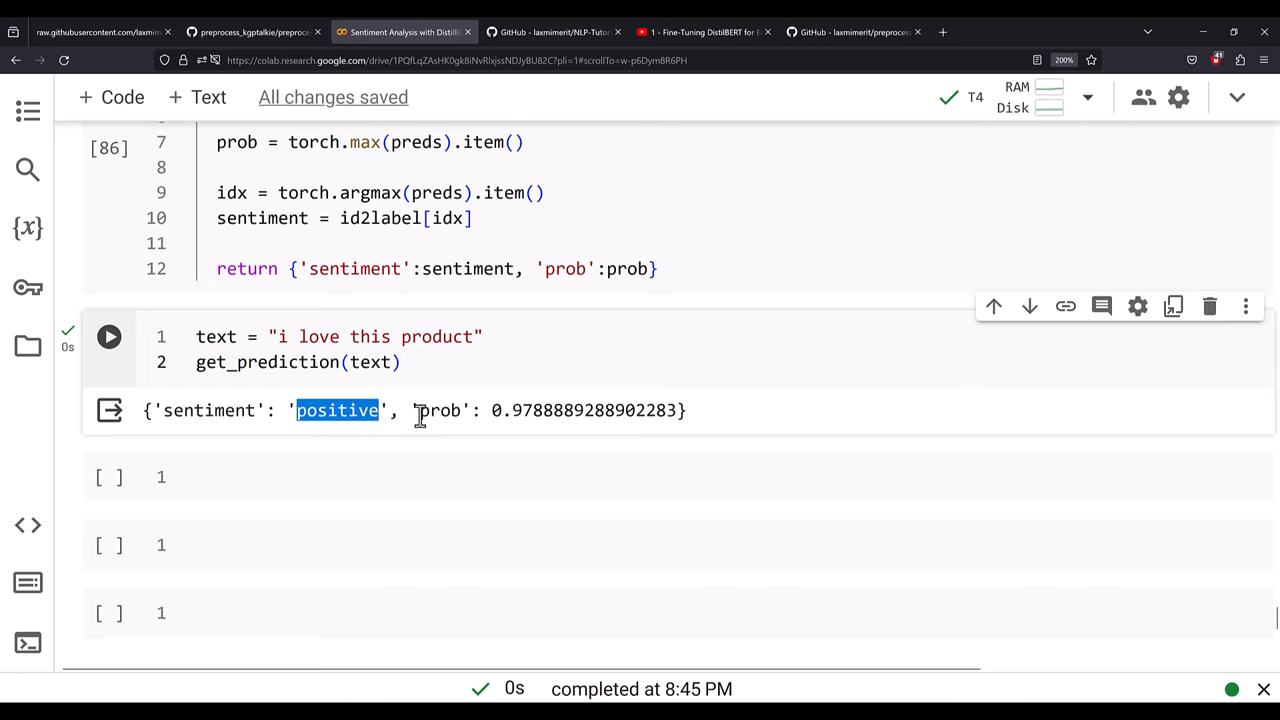 raw.githubusercontent.com/laxmim
preprocess_kgptalkie/preproces
Sentiment Analysis with DistilBE
GitHub - laxmimerit/NLP-Tutori
1 - Fine-Tuning DistilBERT for E
GitHub - laxmimerit/preproces
https://colab.research.google.com/drive/1PQfLqZAsHK0gk8iNvRlxjssNDJyBU82C?pli=1#scrollTo=w-p6Dym8R6PH
200%
41
+ Code + Text All changes saved
T4
RAM
Disk
[86]
7 prob = torch.max(preds).item()
8
9 idx = torch.argmax(preds).item()
10 sentiment = id2label[idx]
11
12 return {'sentiment':sentiment, 'prob':prob}
0s
1 text = "i love this product"
2 get_prediction(text)
{'sentiment': 'positive', 'prob': 0.9788889288902283}
[ ] 1
[ ] 1
[ ] 1
0s completed at 8:45 PM